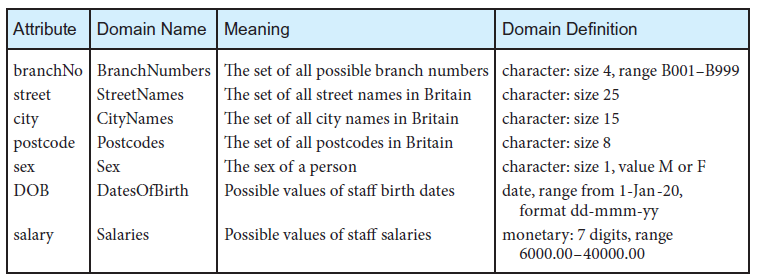 Attribute Domain Name Meaning Domain Definition
branchNo BranchNumbers The set of all possible branch numbers character: size 4, range B001–B999
street StreetNames The set of all street names in Britain character: size 25
city CityNames The set of all city names in Britain character: size 15
postcode Postcodes The set of all postcodes in Britain character: size 8
sex Sex The sex of a person character: size 1, value M or F
DOB DatesOfBirth Possible values of staff birth dates date, range from 1-Jan-20,
format dd-mmm-yy
salary Salaries Possible values of staff salaries monetary: 7 digits, range
6000.00–40000.00